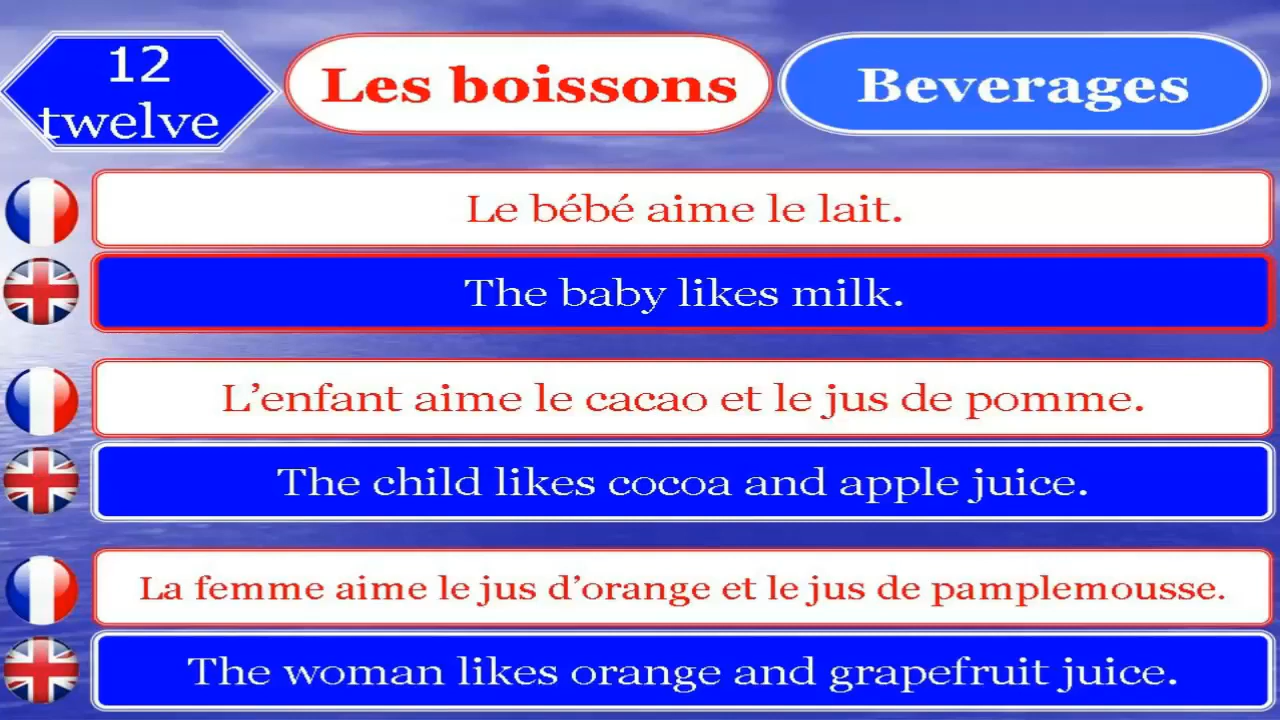 12
twelve
Les boissons
Beverages
Le bébé aime le lait.
The baby likes milk.
L’enfant aime le cacao et le jus de pomme.
The child likes cocoa and apple juice.
La femme aime le jus d’orange et le jus de pamplemousse.
The woman likes orange and grapefruit juice.